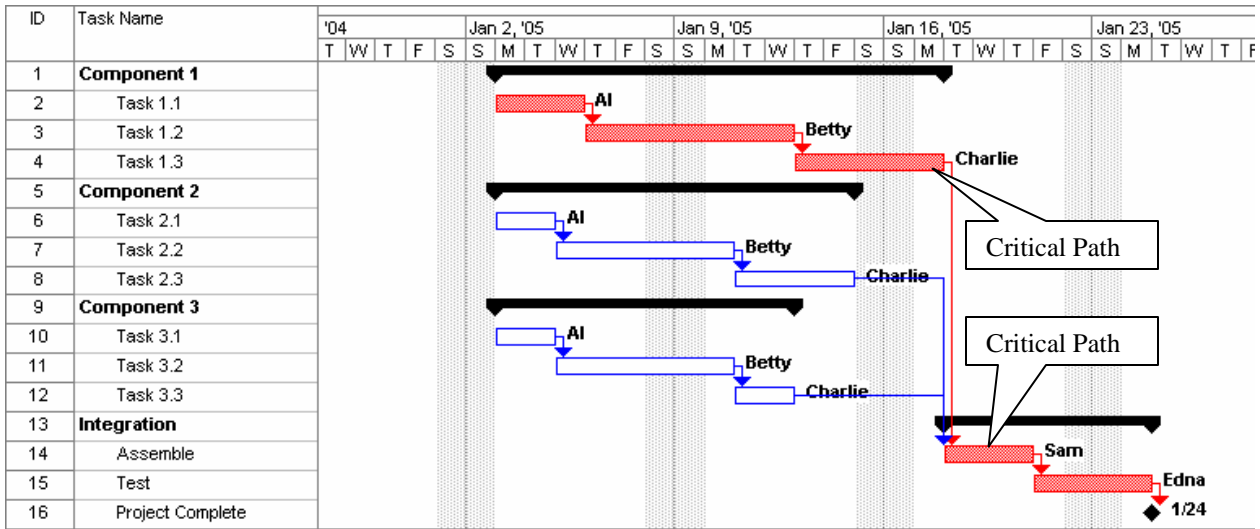 ID Task Name '04 Jan 2, '05 Jan 9, '05 Jan 16, '05 Jan 23, '05
T W T F S S M T W T F S S M T W T F S S M T W T F S S M T W T F
1 Component 1
2 Task 1.1 Al
3 Task 1.2 Betty
4 Task 1.3 Charlie
5 Component 2
Critical Path
6 Task 2.1 Al
7 Task 2.2 Betty
8 Task 2.3 Charlie
9 Component 3
10 Task 3.1 Al
Critical Path
11 Task 3.2 Betty
12 Task 3.3 Charlie
13 Integration
14 Assemble Sam
15 Test Edna
16 Project Complete 1/24